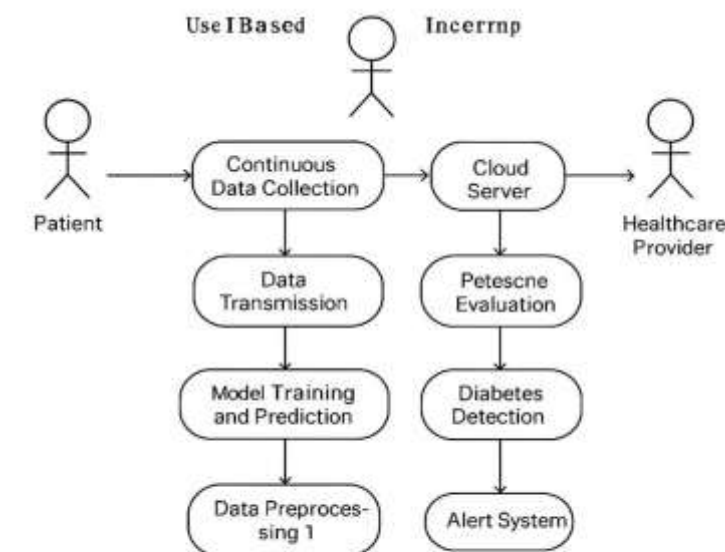 Use I Based Incerrnp
Patient
Continuous
Data Collection
Cloud
Server
Healthcare
Provider
Data
Transmission
Petescne
Evaluation
Model Training
and Prediction
Diabetes
Detection
Data Preproces-
sing 1
Alert System